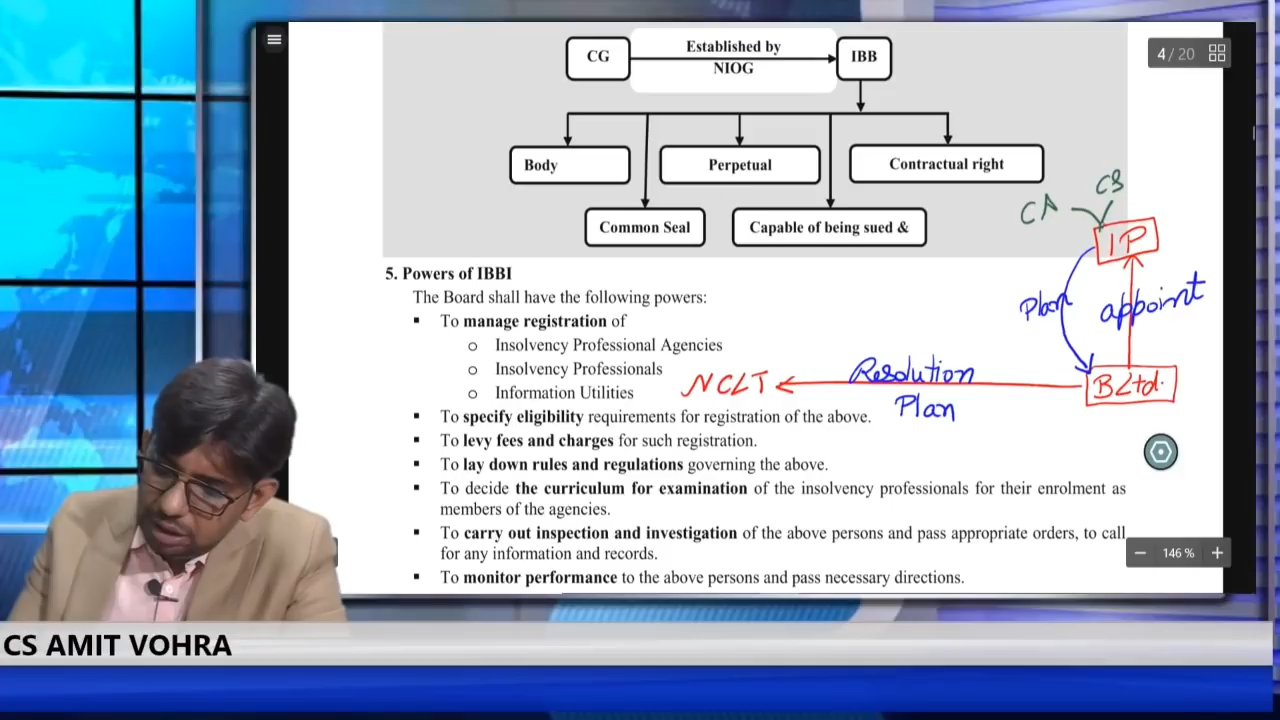 4 / 20
CG
Established by
NIOG
IBB
Body
Perpetual
Contractual right
Common Seal
Capable of being sued &
CA
CS
IP
Plan
appoint
B Ltd.
Resolution
Plan
NCLT
5. Powers of IBBI
The Board shall have the following powers:
▪ To manage registration of
o Insolvency Professional Agencies
o Insolvency Professionals
o Information Utilities
▪ To specify eligibility requirements for registration of the above.
▪ To levy fees and charges for such registration.
▪ To lay down rules and regulations governing the above.
▪ To decide the curriculum for examination of the insolvency professionals for their enrolment as
members of the agencies.
▪ To carry out inspection and investigation of the above persons and pass appropriate orders, to call
for any information and records.
▪ To monitor performance to the above persons and pass necessary directions.
− 146 % +
CS AMIT VOHRA